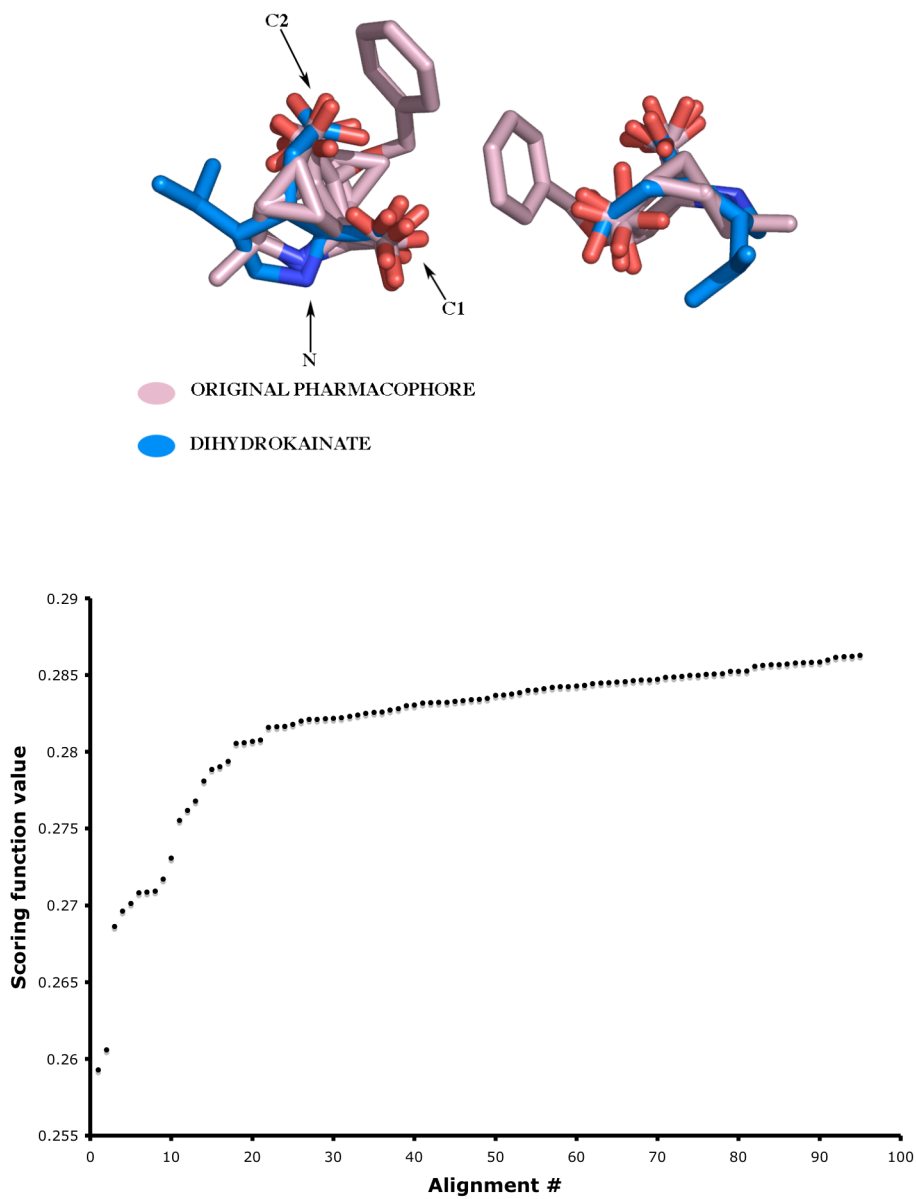 C2
C1
N
ORIGINAL PHARMACOPHORE
DIHYDROKAINATE
0.29
0.285
0.28
0.275
0.27
0.265
0.26
0.255
Scoring function value
0 10 20 30 40 50 60 70 80 90 100
Alignment #